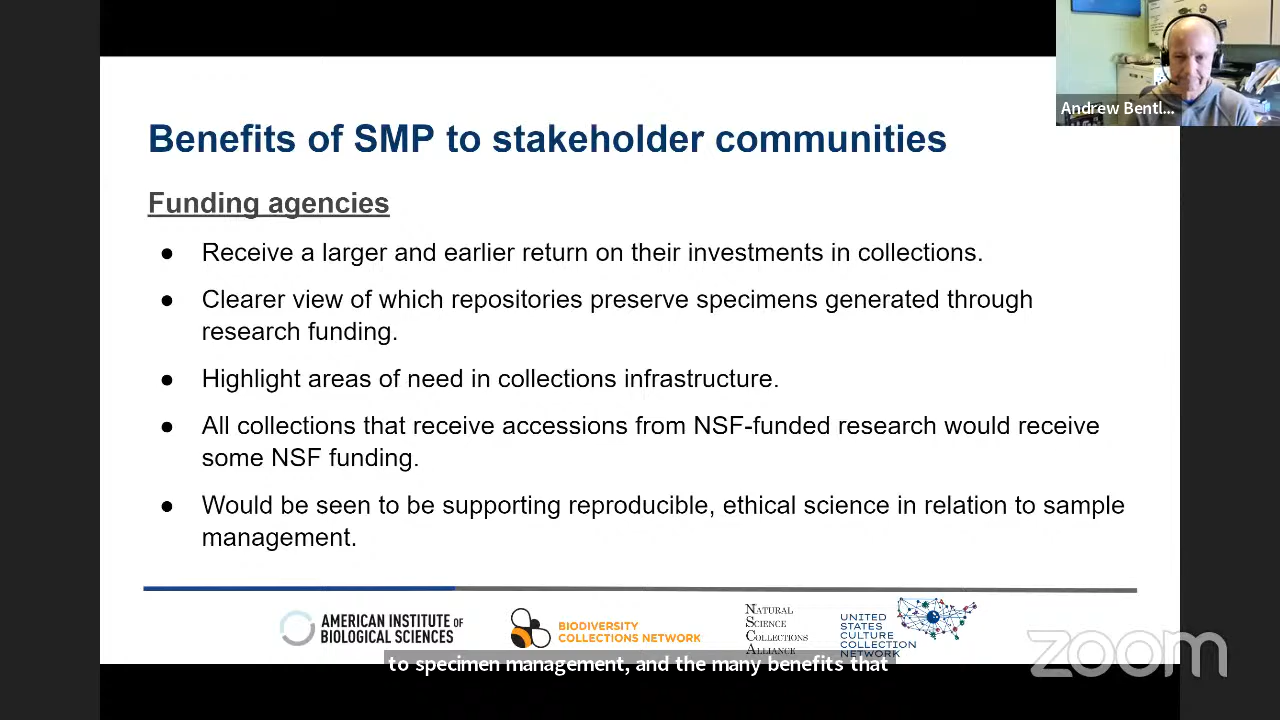 Andrew Bentl...
Benefits of SMP to stakeholder communities
Funding agencies
● Receive a larger and earlier return on their investments in collections.
● Clearer view of which repositories preserve specimens generated through
research funding.
● Highlight areas of need in collections infrastructure.
● All collections that receive accessions from NSF-funded research would receive
some NSF funding.
● Would be seen to be supporting reproducible, ethical science in relation to sample
management.
AMERICAN INSTITUTE of
BIOLOGICAL SCIENCES
BIODIVERSITY
COLLECTIONS NETWORK
NATURAL
SCIENCE
COLLECTIONS
ALLIANCE
UNITED
STATES
CULTURE
COLLECTION
NETWORK
zoom
to specimen management, and the many benefits that